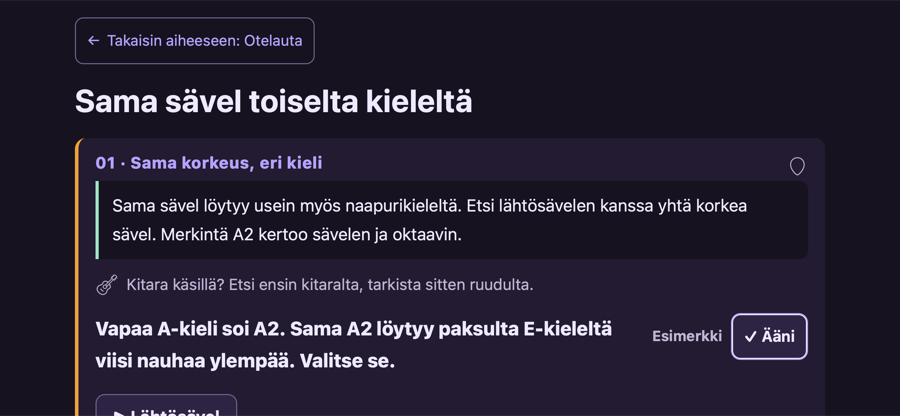 ← Takaisin aiheeseen: Otelauta
Sama sävel toiselta kieleltä
01 · Sama korkeus, eri kieli
Sama sävel löytyy usein myös naapurikieleltä. Etsi lähtösävelen kanssa yhtä korkea
sävel. Merkintä A2 kertoo sävelen ja oktaavin.
Kitara käsillä? Etsi ensin kitaralta, tarkista sitten ruudulta.
Vapaa A-kieli soi A2. Sama A2 löytyy paksulta E-kieleltä
viisi nauhaa ylempää. Valitse se.
Esimerkki ✓ Ääni
▶ Lähtösävel